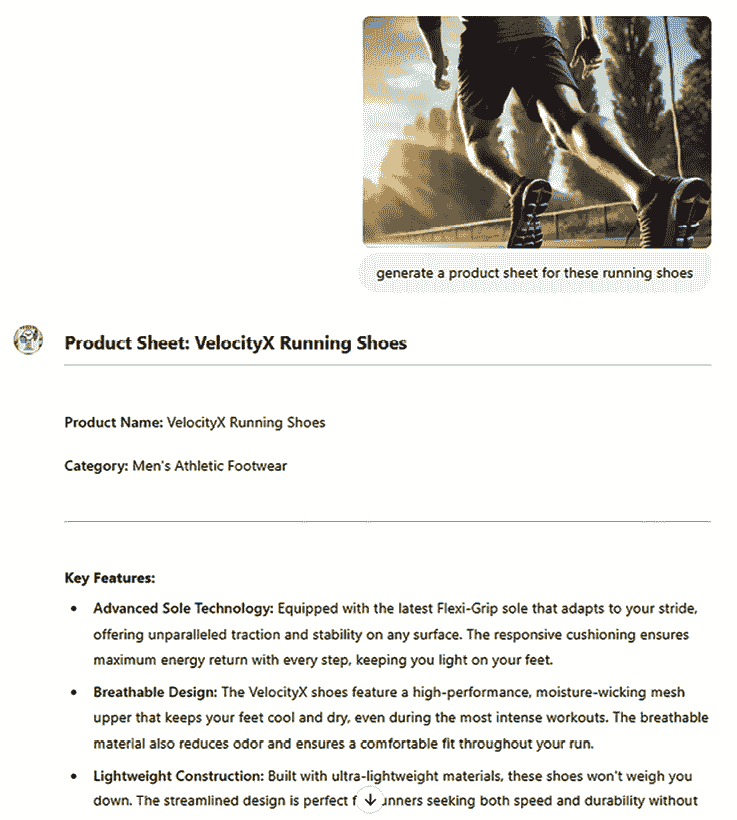 generate a product sheet for these running shoes
Product Sheet: VelocityX Running Shoes
Product Name: VelocityX Running Shoes
Category: Men's Athletic Footwear
Key Features:
• Advanced Sole Technology: Equipped with the latest Flexi-Grip sole that adapts to your stride,
offering unparalleled traction and stability on any surface. The responsive cushioning ensures
maximum energy return with every step, keeping you light on your feet.
• Breathable Design: The VelocityX shoes feature a high-performance, moisture-wicking mesh
upper that keeps your feet cool and dry, even during the most intense workouts. The breathable
material also reduces odor and ensures a comfortable fit throughout your run.
• Lightweight Construction: Built with ultra-lightweight materials, these shoes won't weigh you
down. The streamlined design is perfect seeking both speed and durability without